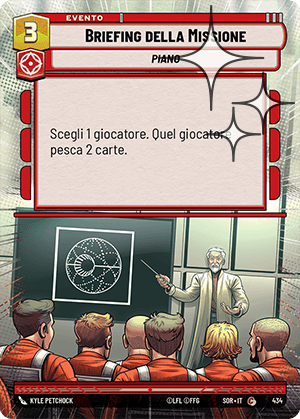 EVENTO
3
BRIEFING DELLA MISSIONE
PIANO
Scegli 1 giocatore. Quel giocatore
pesca 2 carte.
KYLE PETCHOCK
©LFL ©FFG
SOR•IT
C
434